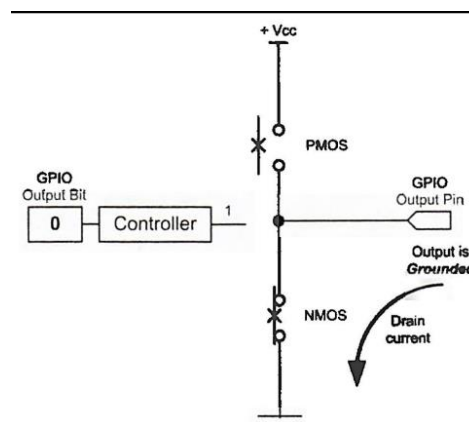 + Vcc
PMOS
GPIO
Output Bit
0
Controller
1
GPIO
Output Pin
Output is
Grounded
NMOS
Drain
current